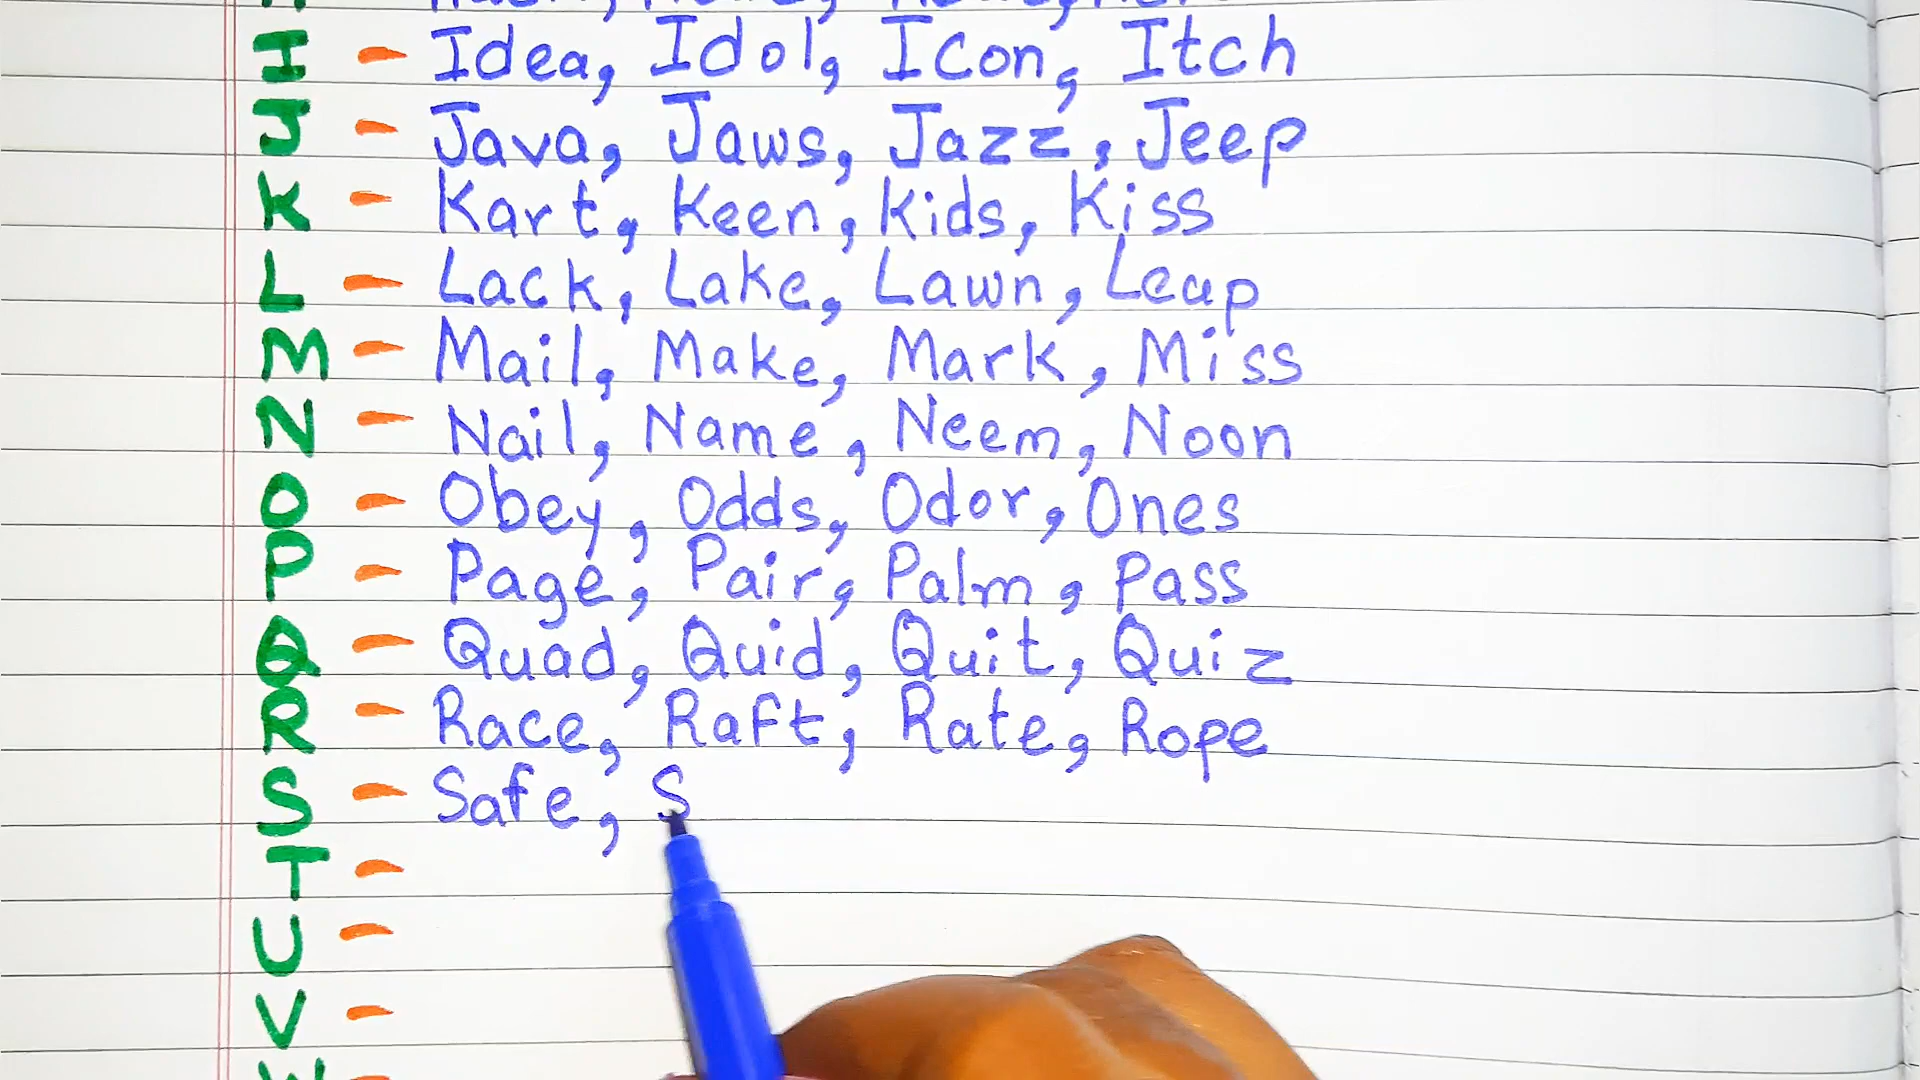 I - Idea, Idol, Icon, Itch
J - Java, Jaws, Jazz, Jeep
K - Kart, Keen, Kids, Kiss
L - Lack, Lake, Lawn, Leap
M - Mail, Make, Mark, Miss
N - Nail, Name, Neem, Noon
O - Obey, Odds, Odor, Ones
P - Page, Pair, Palm, Pass
Q - Quad, Quid, Quit, Quiz
R - Race, Raft, Rate, Rope
S - Safe, S
T -
U -
V -